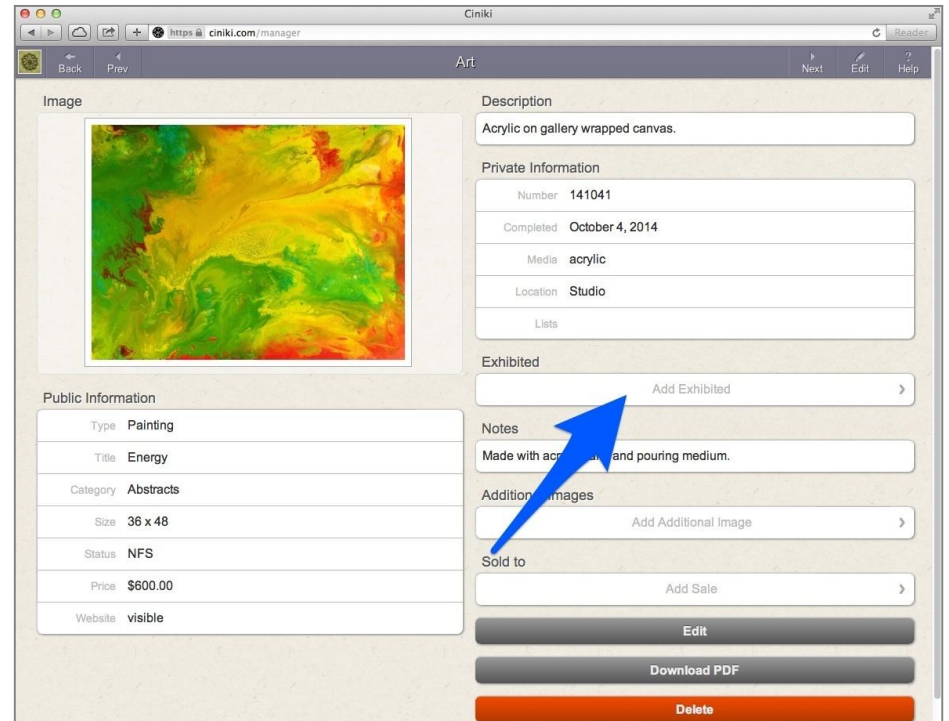 Ciniki
https ciniki.com/manager
Reader
Back Prev Art Next Edit ? Help
Image
Public Information
Type Painting
Title Energy
Category Abstracts
Size 36 x 48
Status NFS
Price $600.00
Website visible
Description
Acrylic on gallery wrapped canvas.
Private Information
Number 141041
Completed October 4, 2014
Media acrylic
Location Studio
Lists
Exhibited
Add Exhibited
Notes
Made with and pouring medium.
Images
Add Additional Image
Sold to
Add Sale
Edit
Download PDF
Delete